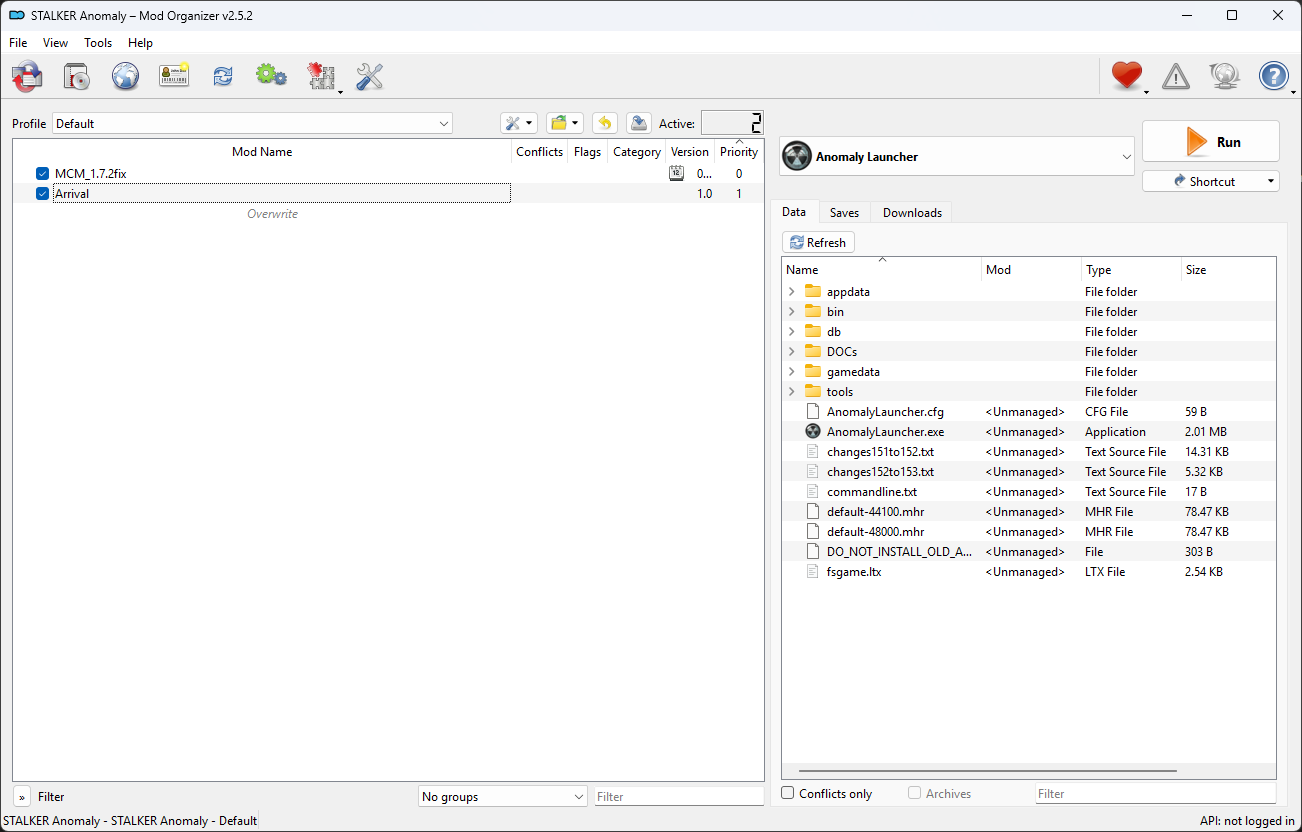 STALKER Anomaly – Mod Organizer v2.5.2
File View Tools Help
Profile Default Active: 2
Mod Name Conflicts Flags Category Version Priority
MCM_1.7.2fix 12 0... 0
Arrival 1.0 1
Overwrite
Anomaly Launcher
Run
Shortcut
Data Saves Downloads
Refresh
Name Mod Type Size
appdata File folder
bin File folder
db File folder
DOCs File folder
gamedata File folder
tools File folder
AnomalyLauncher.cfg <Unmanaged> CFG File 59 B
AnomalyLauncher.exe <Unmanaged> Application 2.01 MB
changes151to152.txt <Unmanaged> Text Source File 14.31 KB
changes152to153.txt <Unmanaged> Text Source File 5.32 KB
commandline.txt <Unmanaged> Text Source File 17 B
default-44100.mhr <Unmanaged> MHR File 78.47 KB
default-48000.mhr <Unmanaged> MHR File 78.47 KB
DO_NOT_INSTALL_OLD_A... <Unmanaged> File 303 B
fsgame.ltx <Unmanaged> LTX File 2.54 KB
» Filter No groups Filter
Conflicts only Archives Filter
STALKER Anomaly - STALKER Anomaly - Default
API: not logged in